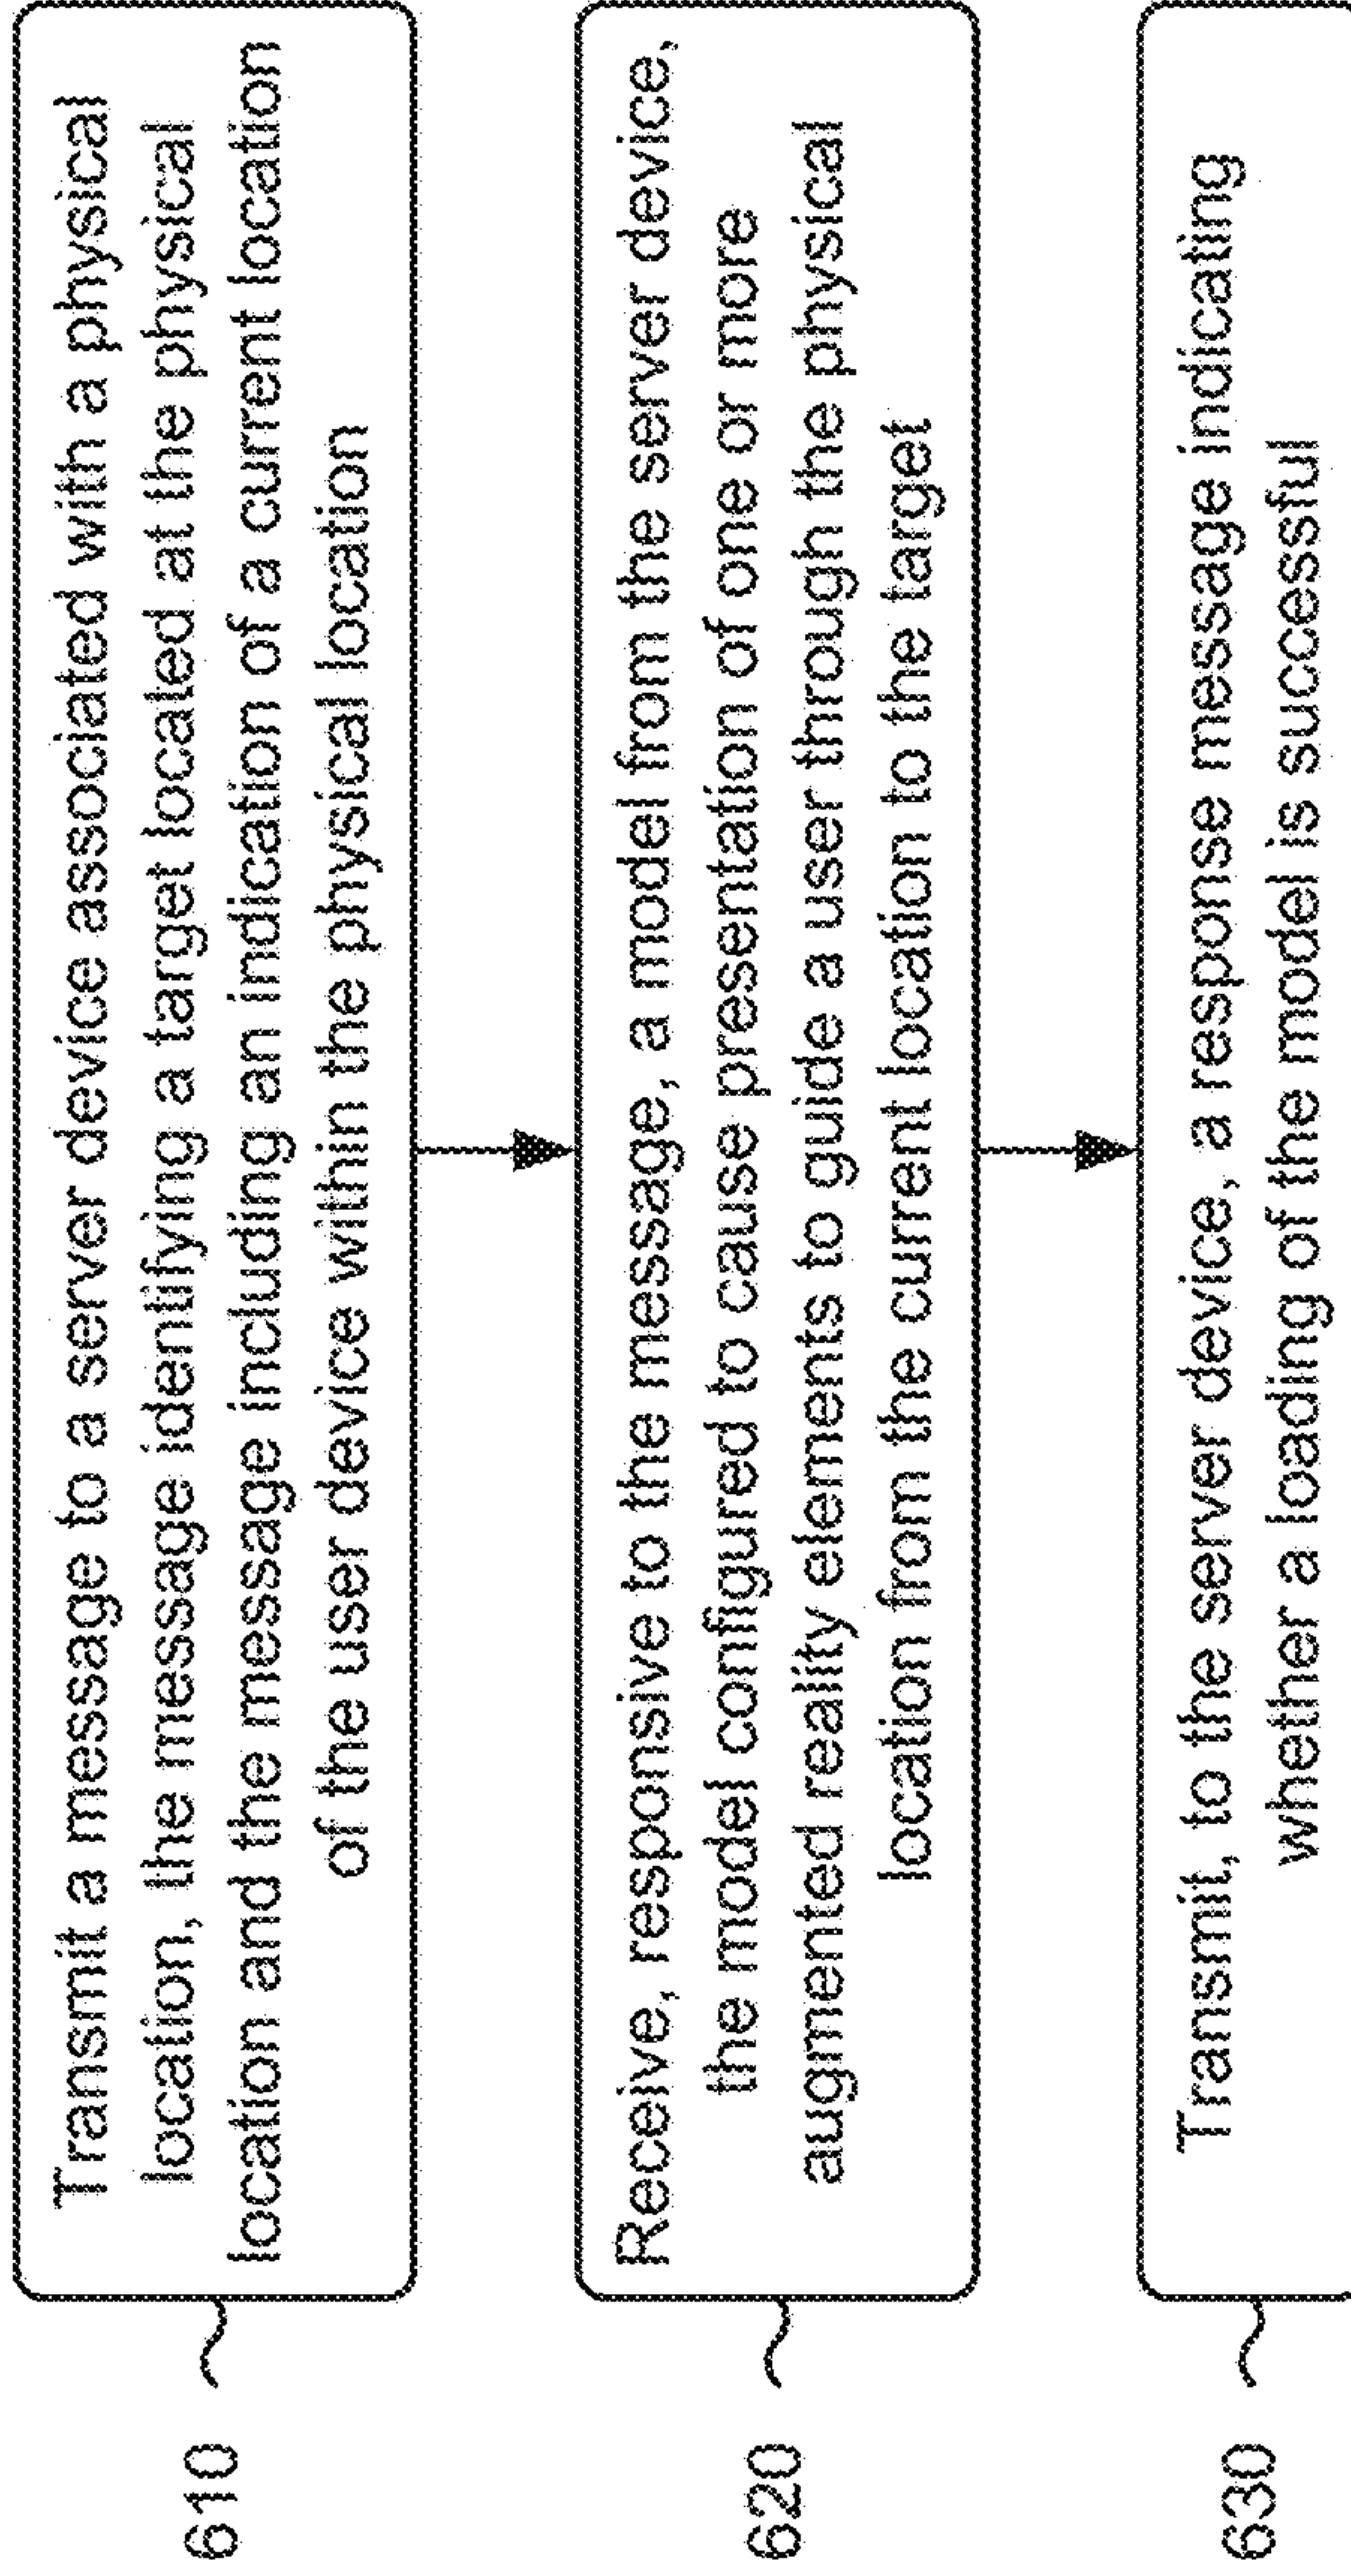 610
Transmit a message to a server device associated with a physical
location, the message identifying a target located at the physical
location and the message including an indication of a current location
of the user device within the physical location
620
Receive, responsive to the message, a model from the server device,
the model configured to cause presentation of one or more
augmented reality elements to guide a user through the physical
location from the current location to the target
630
Transmit, to the server device, a response message indicating
whether a loading of the model is successful